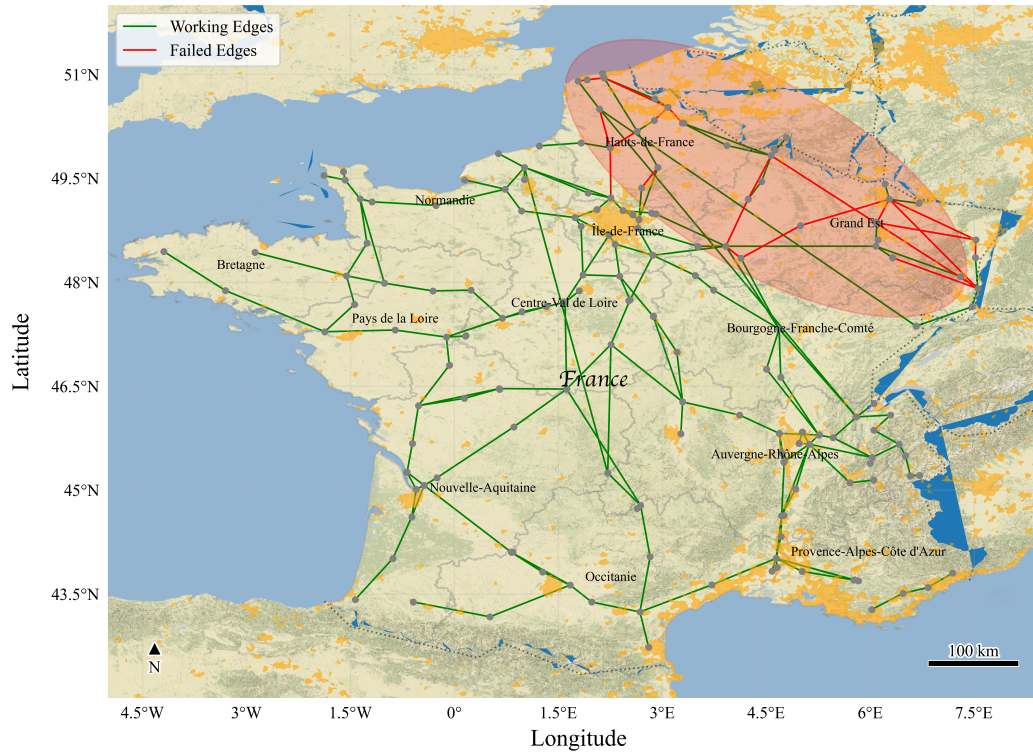 Working Edges
Failed Edges
51°N
49.5°N
48°N
46.5°N
45°N
43.5°N
Latitude
Hauts-de-France
Normandie
Grand Est
Île-de-France
Bretagne
Centre-Val de Loire
Pays de la Loire
Bourgogne-Franche-Comté
France
Auvergne-Rhône-Alpes
Nouvelle-Aquitaine
Provence-Alpes-Côte d'Azur
Occitanie
N
100 km
4.5°W 3°W 1.5°W 0° 1.5°E 3°E 4.5°E 6°E 7.5°E
Longitude